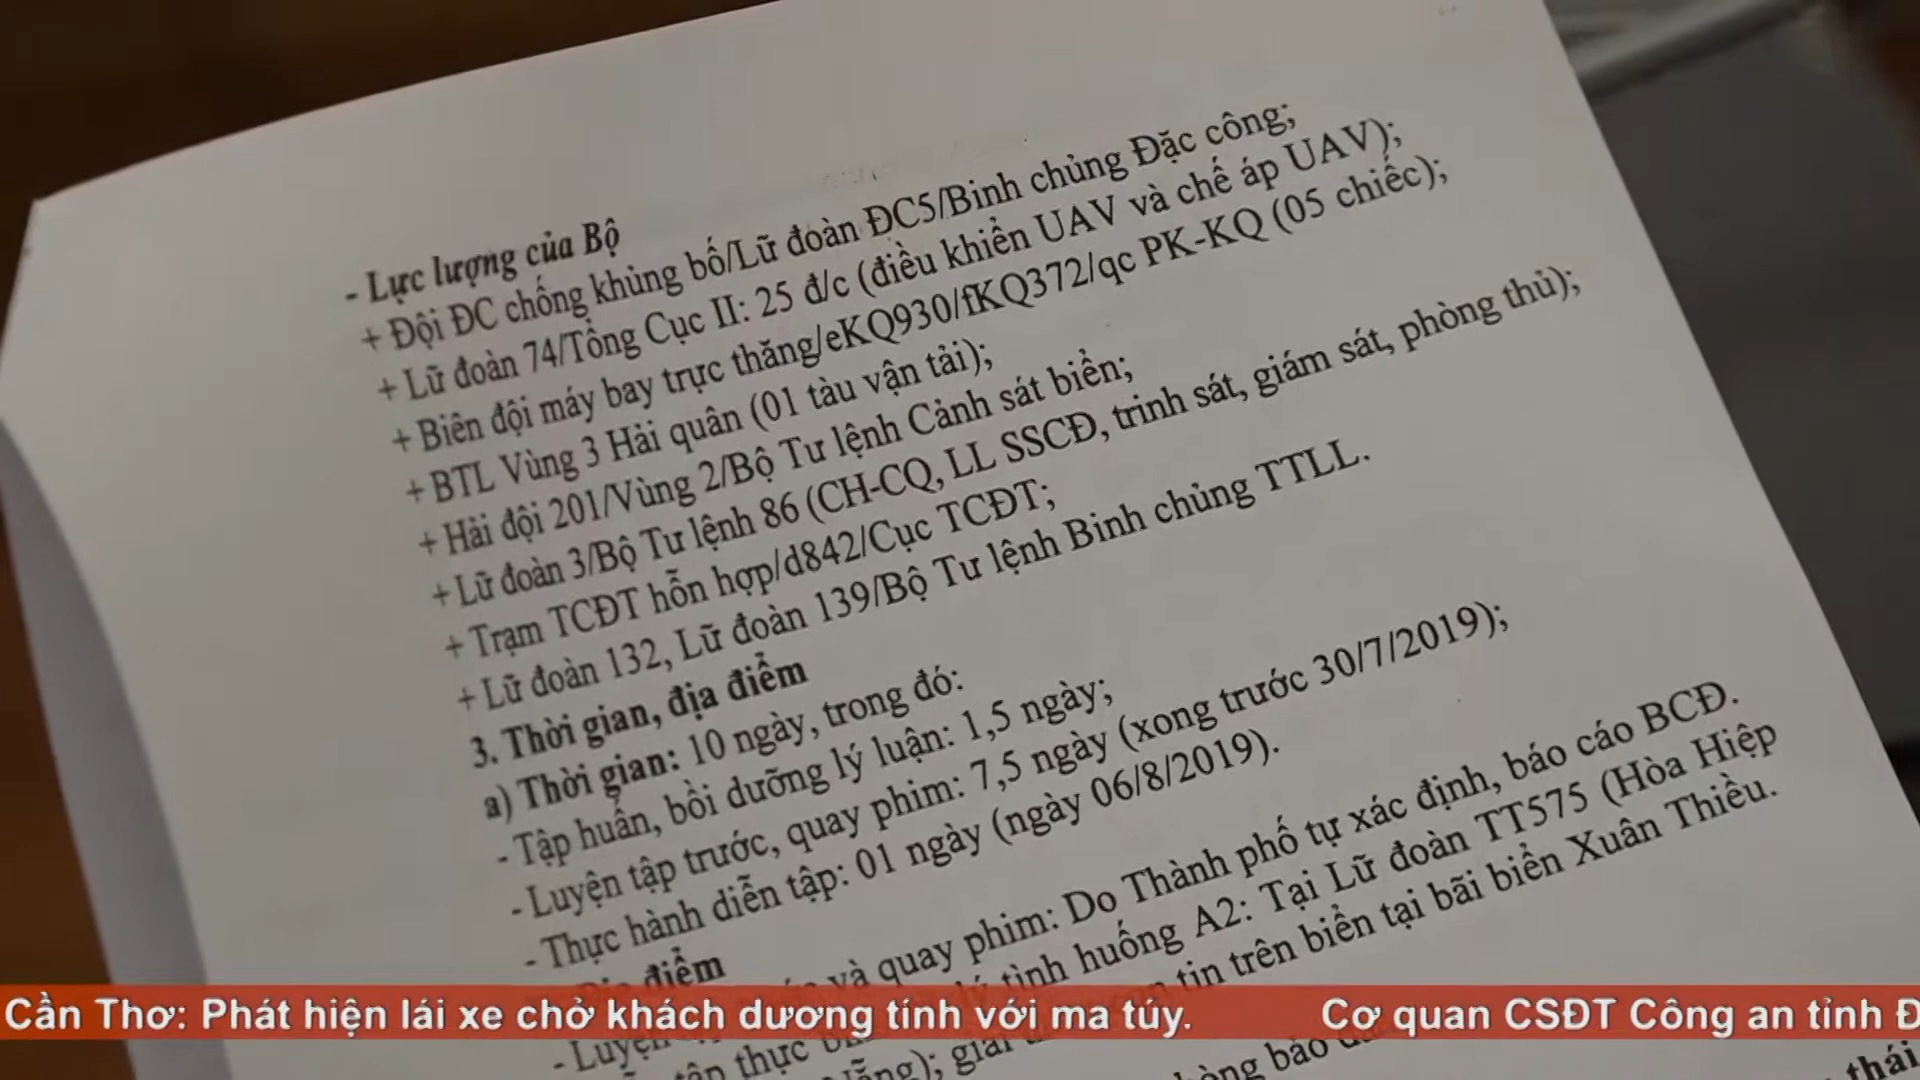 - Lực lượng của Bộ
+ Đội ĐC chống khủng bố/Lữ đoàn ĐC5/Binh chủng Đặc công;
+ Lữ đoàn 74/Tổng Cục II: 25 đ/c (điều khiển UAV và chế áp UAV);
+ Biên đội máy bay trực thăng/eKQ930/fKQ372/qc PK-KQ (05 chiếc);
+ BTL Vùng 3 Hải quân (01 tàu vận tải);
+ Hải đội 201/Vùng 2/Bộ Tư lệnh Cảnh sát biển;
+ Lữ đoàn 3/Bộ Tư lệnh 86 (CH-CQ, LL SSCĐ, trinh sát, giám sát, phòng thủ);
+ Trạm TCĐT hỗn hợp/d842/Cục TCĐT;
+ Lữ đoàn 132, Lữ đoàn 139/Bộ Tư lệnh Binh chủng TTLL.
3. Thời gian, địa điểm
a) Thời gian: 10 ngày, trong đó:
- Tập huấn, bồi dưỡng lý luận: 1,5 ngày;
- Luyện tập trước, quay phim: 7,5 ngày (xong trước 30/7/2019);
- Thực hành diễn tập: 01 ngày (ngày 06/8/2019).
điểm
và quay phim: Do Thành phố tự xác định, báo cáo BCĐ.
tình huống A2: Tại Lữ đoàn TT575 (Hòa Hiệp
tin trên biển tại bãi biển Xuân Thiều.
Cần Thơ: Phát hiện lái xe chở khách dương tính với ma túy. Cơ quan CSĐT Công an tỉnh Đ
thái